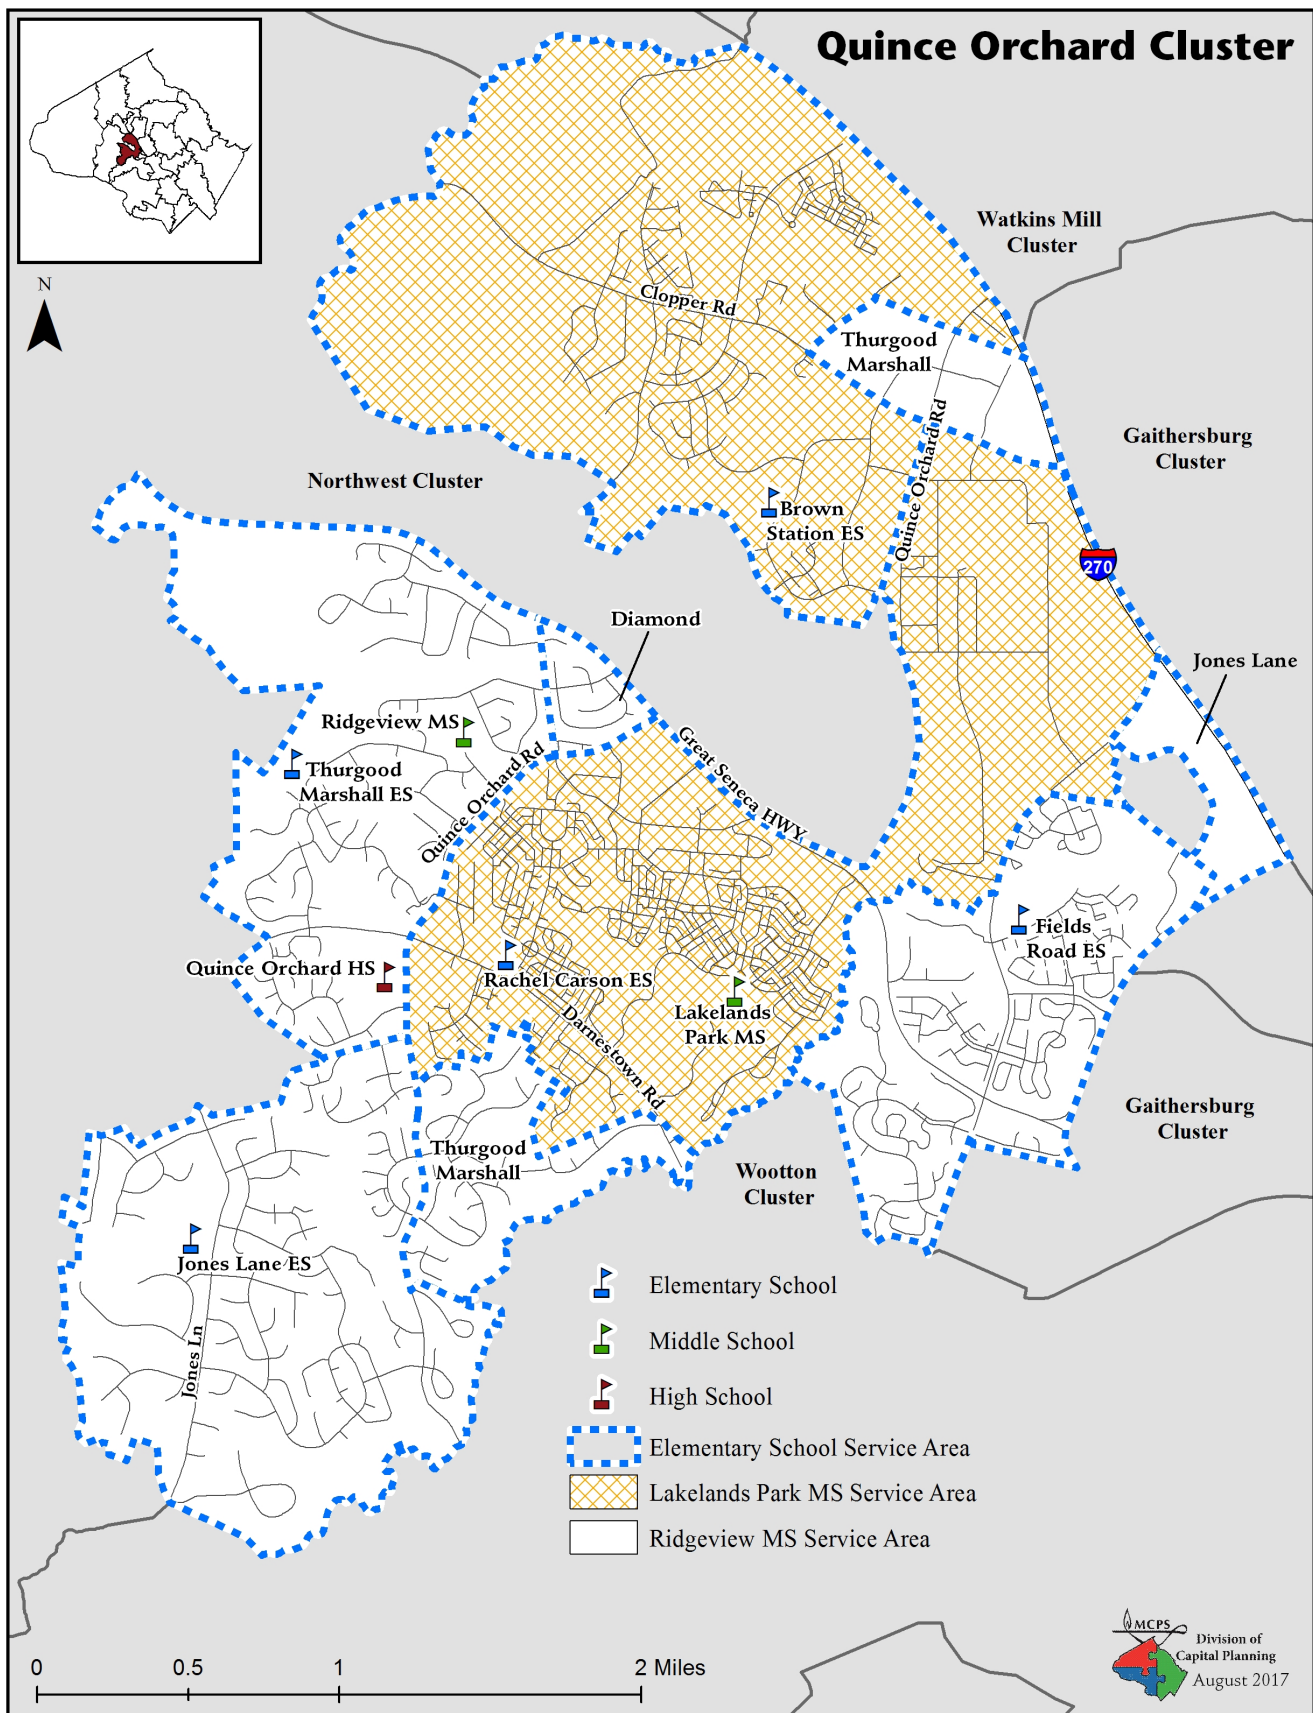 Quince Orchard Cluster
N
Watkins Mill
Cluster
Clopper Rd
Thurgood
Marshall
Quince Orchard Rd
Gaithersburg
Cluster
Northwest Cluster
Brown
Station ES
270
Diamond
Jones Lane
Ridgeview MS
Great Seneca HWY
Quince Orchard Rd
Thurgood
Marshall ES
Fields
Road ES
Quince Orchard HS
Rachel Carson ES
Lakelands
Park MS
Darnestown Rd
Gaithersburg
Cluster
Thurgood
Marshall
Wootton
Cluster
Jones Lane ES
Jones Ln
Elementary School
Middle School
High School
Elementary School Service Area
Lakelands Park MS Service Area
Ridgeview MS Service Area
MCPS
Division of
Capital Planning
August 2017
0 0.5 1 2 Miles